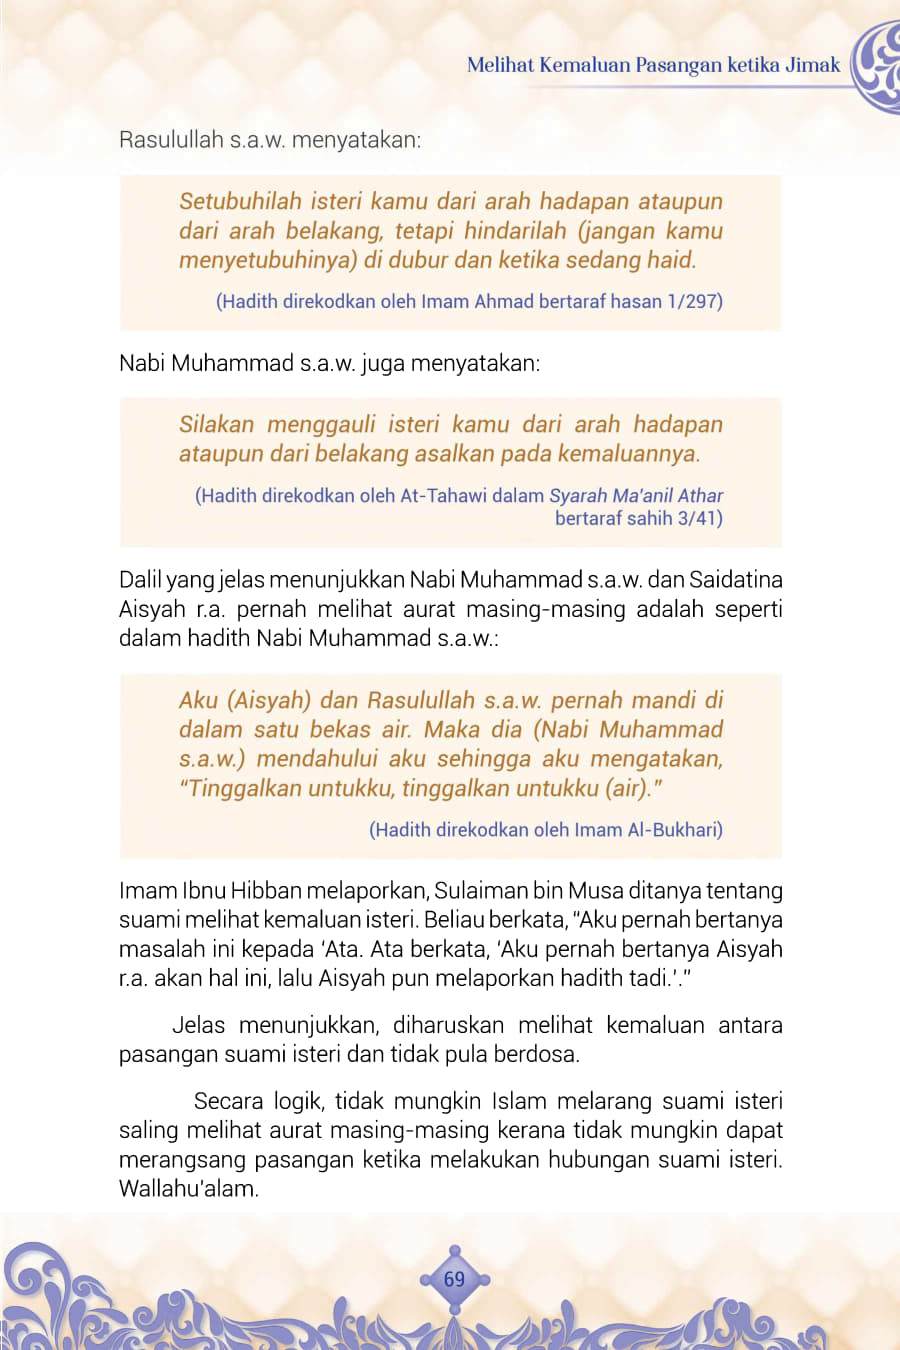 Melihat Kemaluan Pasangan ketika Jimak
Rasulullah s.a.w. menyatakan:
Setubuhilah isteri kamu dari arah hadapan ataupun
dari arah belakang, tetapi hindarilah (jangan kamu
menyetubuhinya) di dubur dan ketika sedang haid.
(Hadith direkodkan oleh Imam Ahmad bertaraf hasan 1/297)
Nabi Muhammad s.a.w. juga menyatakan:
Silakan menggauli isteri kamu dari arah hadapan
ataupun dari belakang asalkan pada kemaluannya.
(Hadith direkodkan oleh At-Tahawi dalam Syarah Ma'anil Athar
bertaraf sahih 3/41)
Dalil yang jelas menunjukkan Nabi Muhammad s.a.w. dan Saidatina
Aisyah r.a. pernah melihat aurat masing-masing adalah seperti
dalam hadith Nabi Muhammad s.a.w.:
Aku (Aisyah) dan Rasulullah s.a.w. pernah mandi di
dalam satu bekas air. Maka dia (Nabi Muhammad
s.a.w.) mendahului aku sehingga aku mengatakan,
“Tinggalkan untukku, tinggalkan untukku (air).”
(Hadith direkodkan oleh Imam Al-Bukhari)
Imam Ibnu Hibban melaporkan, Sulaiman bin Musa ditanya tentang
suami melihat kemaluan isteri. Beliau berkata, “Aku pernah bertanya
masalah ini kepada ‘Ata. Ata berkata, ‘Aku pernah bertanya Aisyah
r.a. akan hal ini, lalu Aisyah pun melaporkan hadith tadi.’.”
Jelas menunjukkan, diharuskan melihat kemaluan antara
pasangan suami isteri dan tidak pula berdosa.
Secara logik, tidak mungkin Islam melarang suami isteri
saling melihat aurat masing-masing kerana tidak mungkin dapat
merangsang pasangan ketika melakukan hubungan suami isteri.
Wallahu’alam.
69